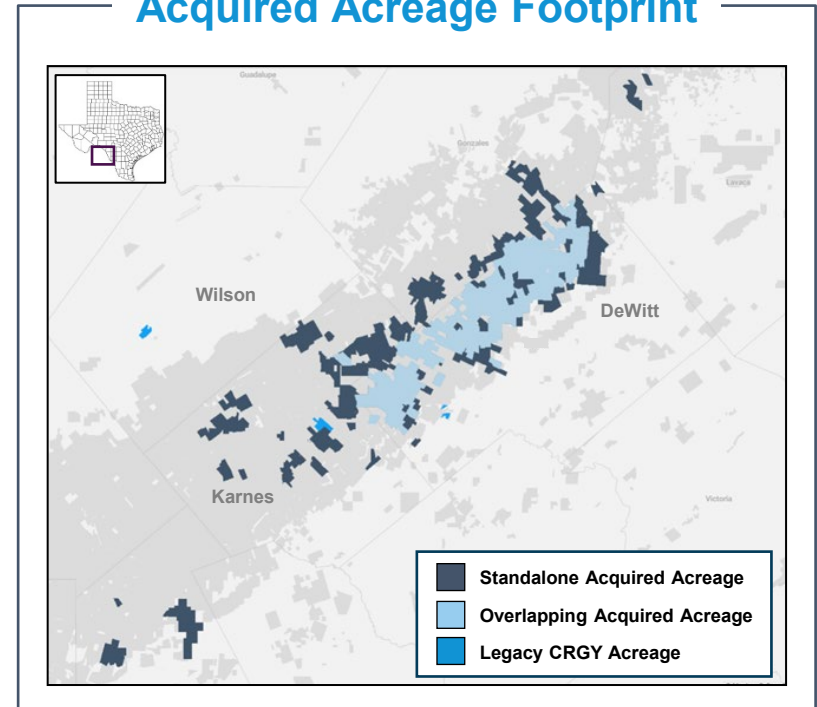 Acquired Acreage Footprint
Guadalupe
Gonzales
Lavaca
Wilson
DeWitt
Karnes
Victoria
Standalone Acquired Acreage
Overlapping Acquired Acreage
Legacy CRGY Acreage